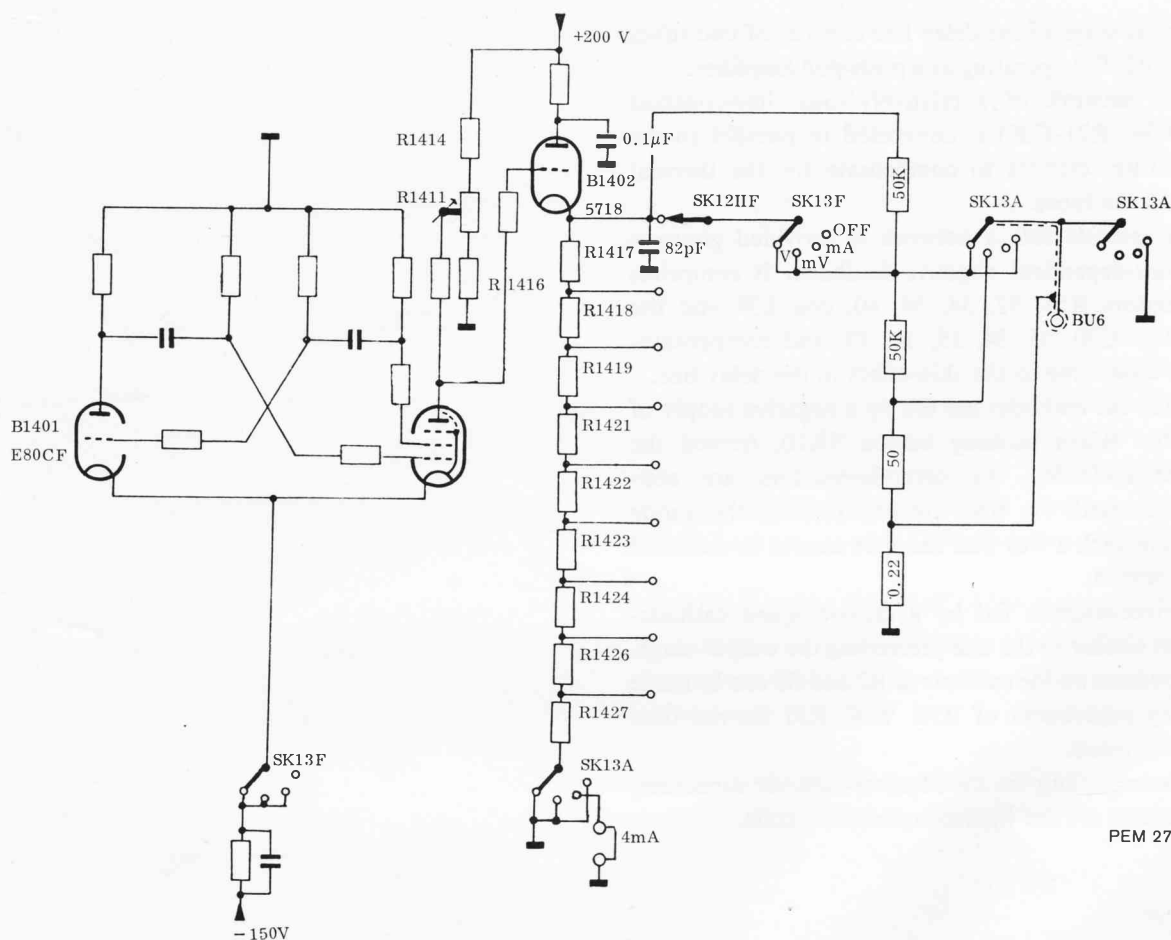 +200 V
R1414
0.1µF
B1402
5718
R1411
R1416
50K
SK12IIF
SK13F
OFF
mA
V
mV
SK13A
SK13A
R1417
82pF
R1418
50K
BU6
R1419
B1401
E80CF
R1421
50
R1422
R1423
0.22
R1424
R1426
R1427
SK13F
SK13A
4mA
PEM 27
−150V